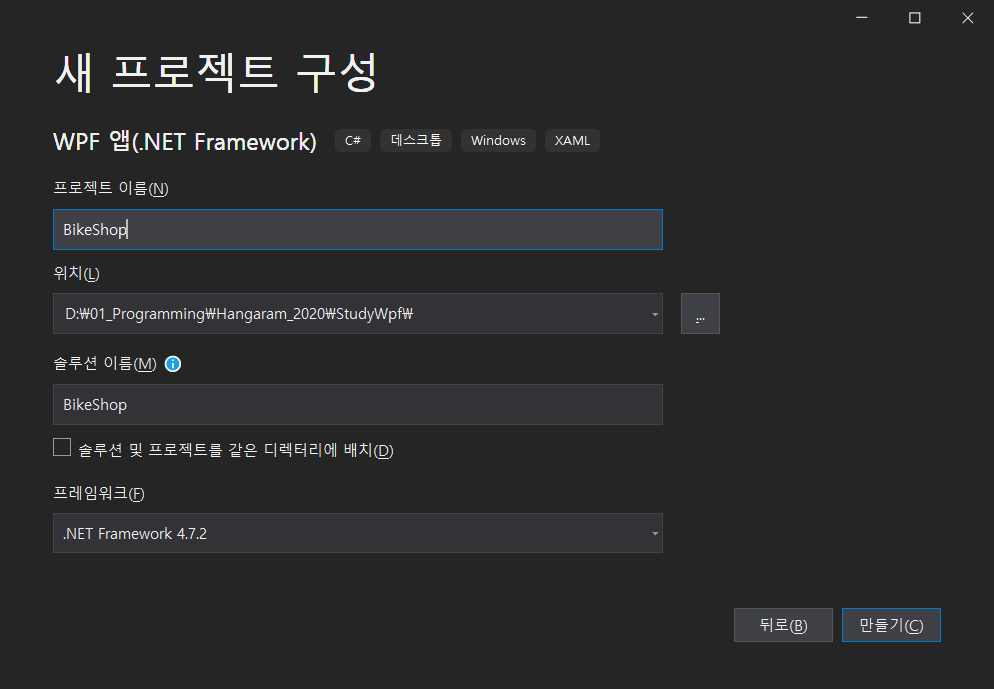 새 프로젝트 구성
WPF 앱(.NET Framework) C# 데스크톱 Windows XAML
프로젝트 이름(N)
BikeShop
위치(L)
D:₩01_Programming₩Hangaram_2020₩StudyWpf₩
...
솔루션 이름(M)
BikeShop
솔루션 및 프로젝트를 같은 디렉터리에 배치(D)
프레임워크(F)
.NET Framework 4.7.2
뒤로(B) 만들기(C)